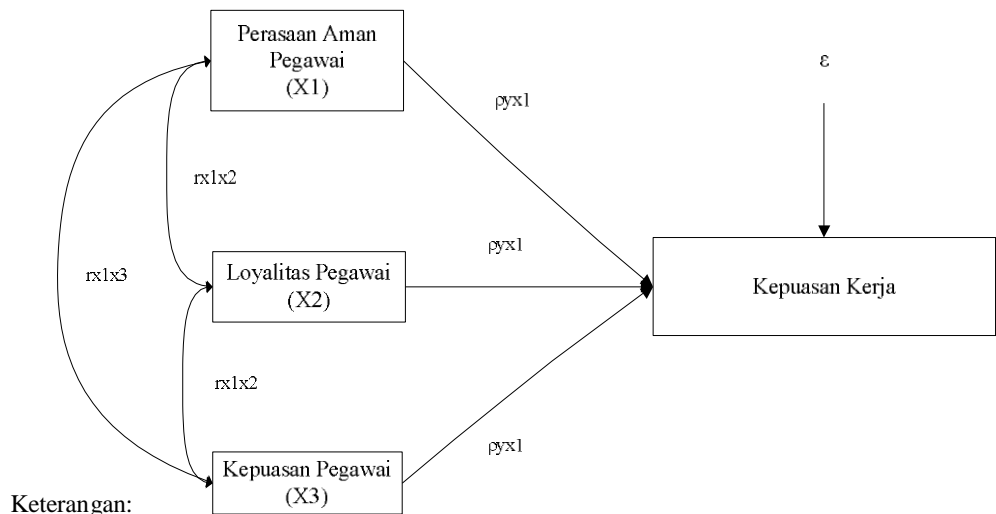 Perasaan Aman
Pegawai
(X1)
ε
ρyx1
rx1x2
ρyx1
Loyalitas Pegawai
(X2)
Kepuasan Kerja
rx1x3
rx1x2
ρyx1
Kepuasan Pegawai
(X3)
Keterangan: